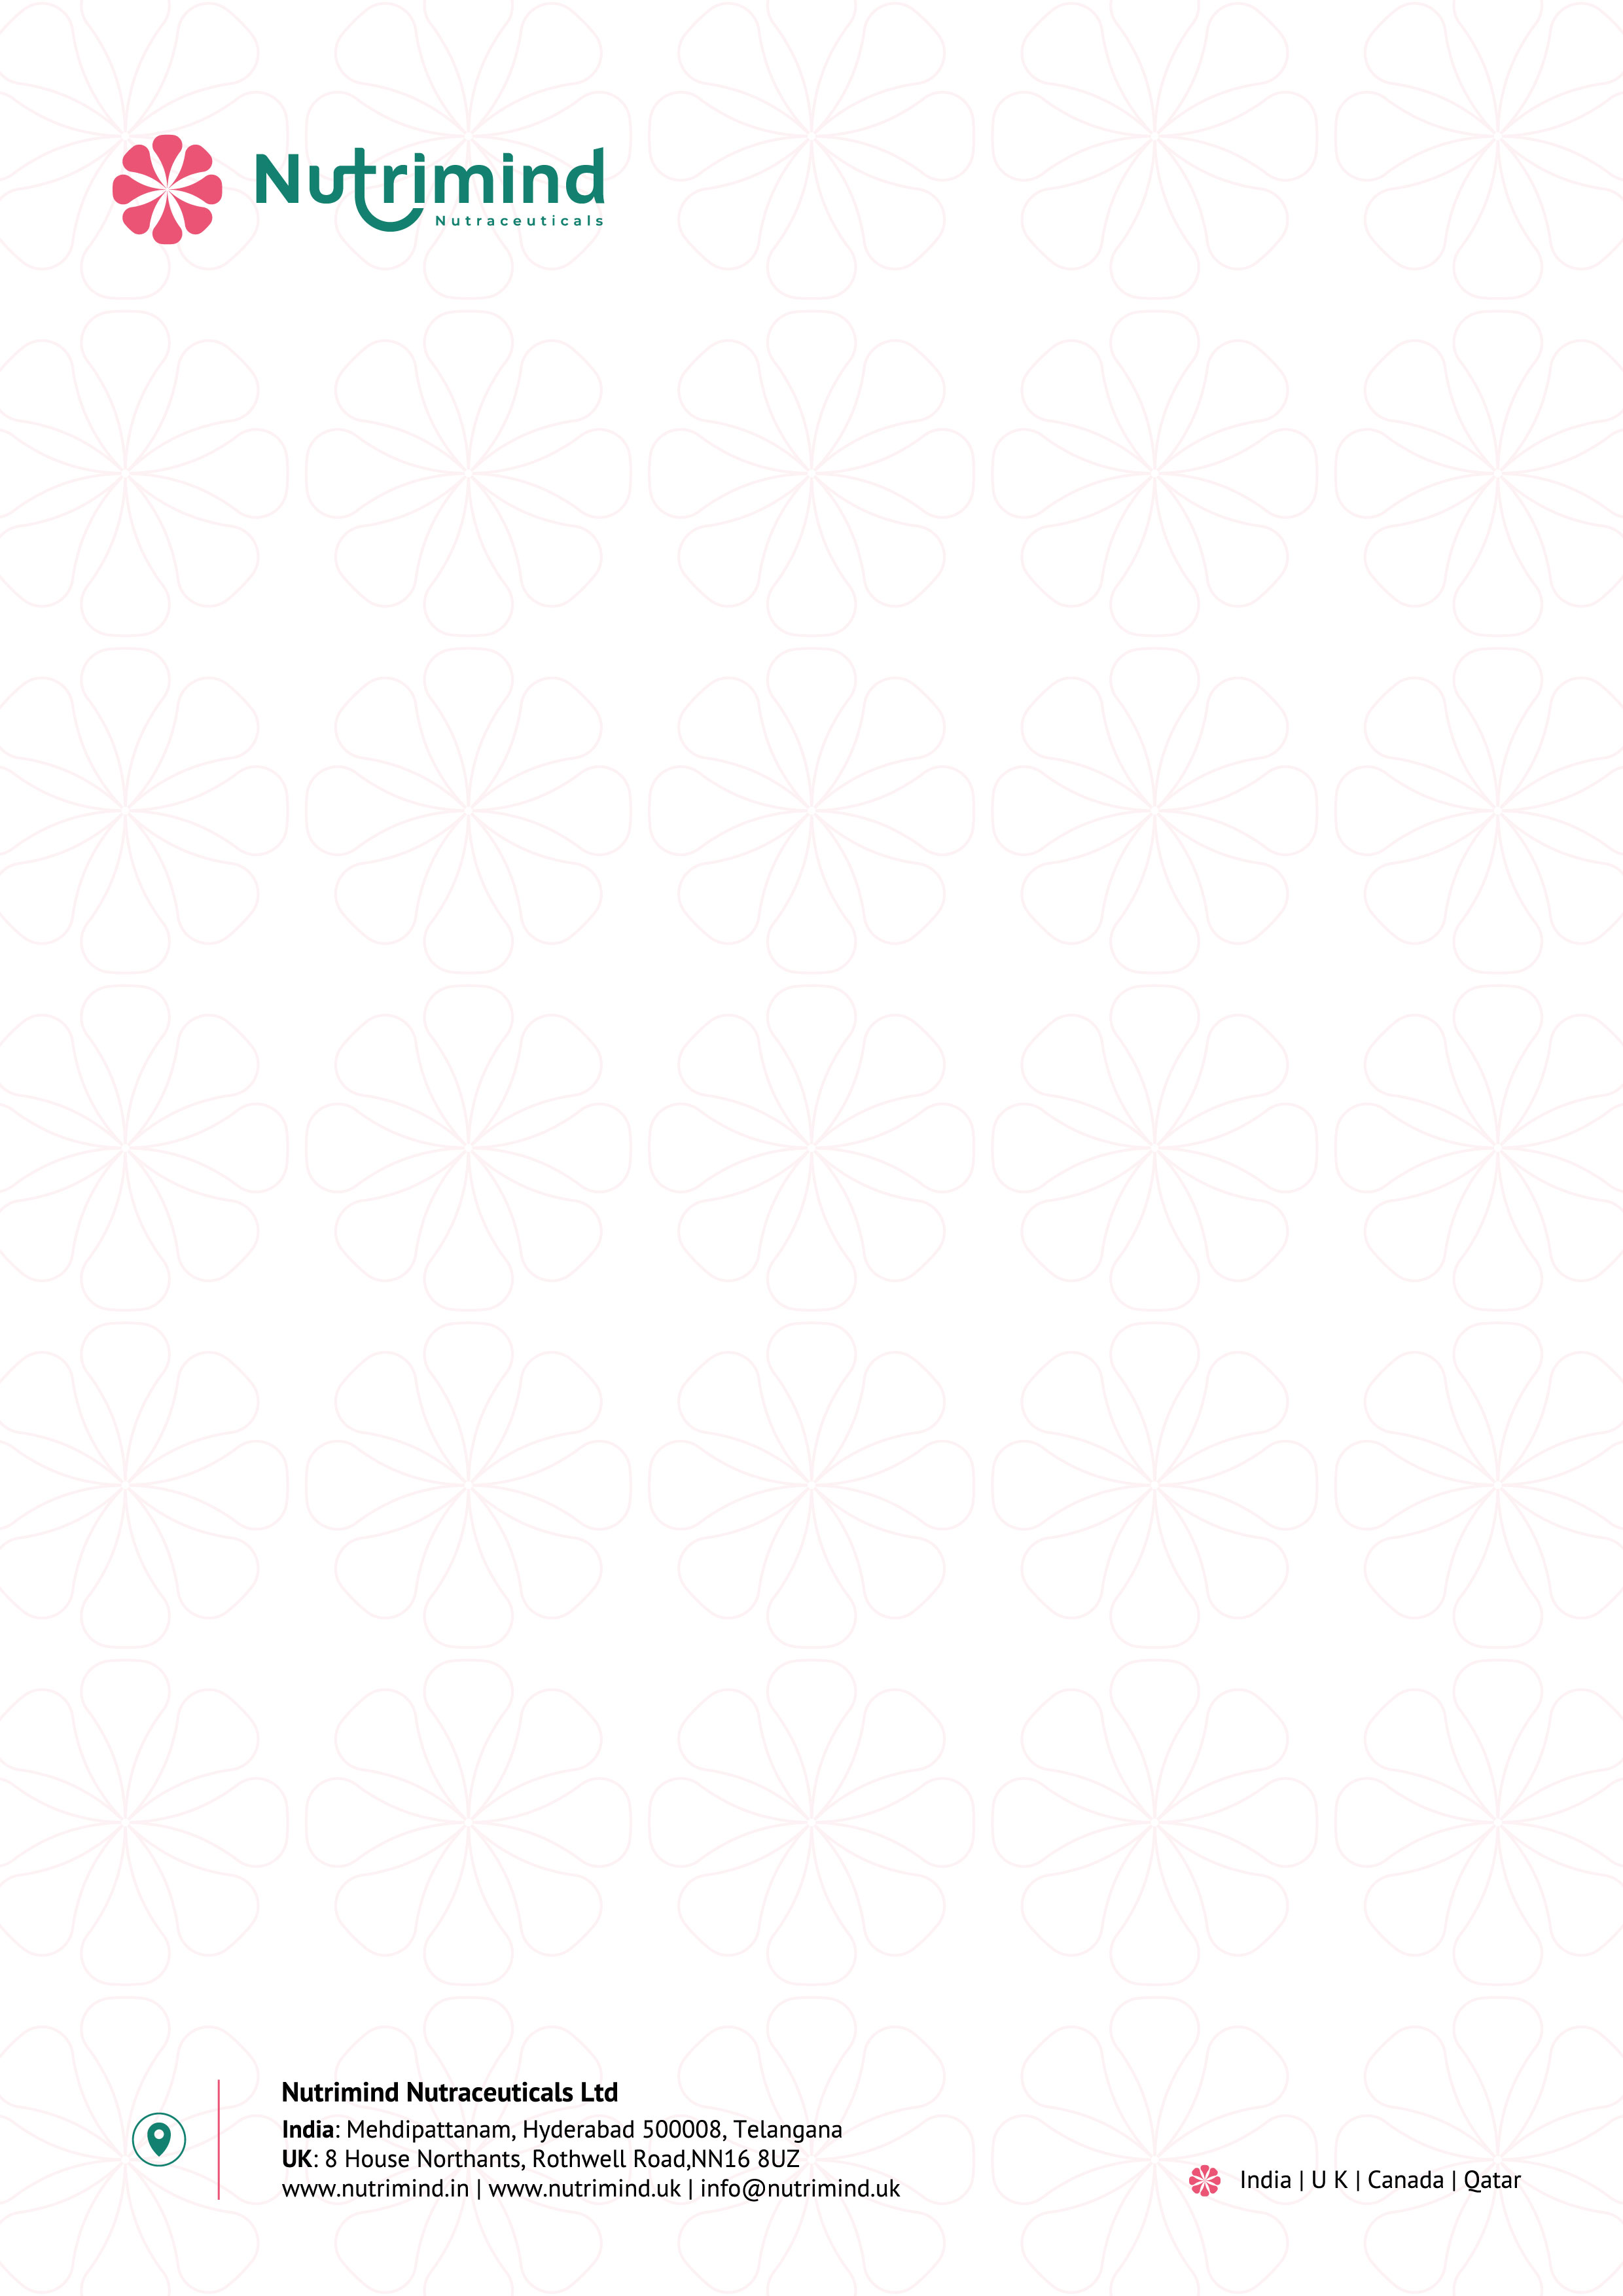 Nutrimind
Nutraceuticals
Nutrimind Nutraceuticals Ltd
India: Mehdipattanam, Hyderabad 500008, Telangana
UK: 8 House Northants, Rothwell Road,NN16 8UZ
www.nutrimind.in | www.nutrimind.uk | info@nutrimind.uk
India | U K | Canada | Qatar